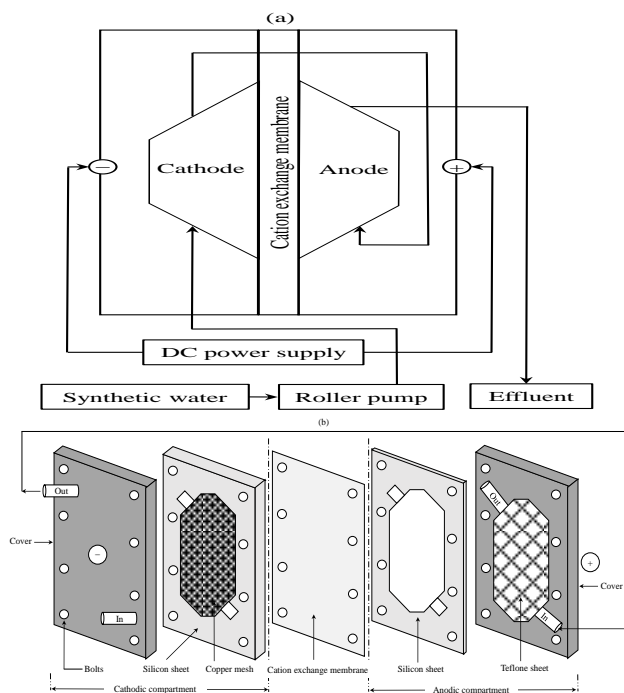 (a)
−
Cathode
Cation exchange membrane
Anode
+
DC power supply
Synthetic water
Roller pump
Effluent
(b)
Out
Out
Cover
−
+
Cover
In
In
Bolts
Silicon sheet
Copper mesh
Cation exchange membrane
Silicon sheet
Teflone sheet
Cathodic compartment
Anodic compartment